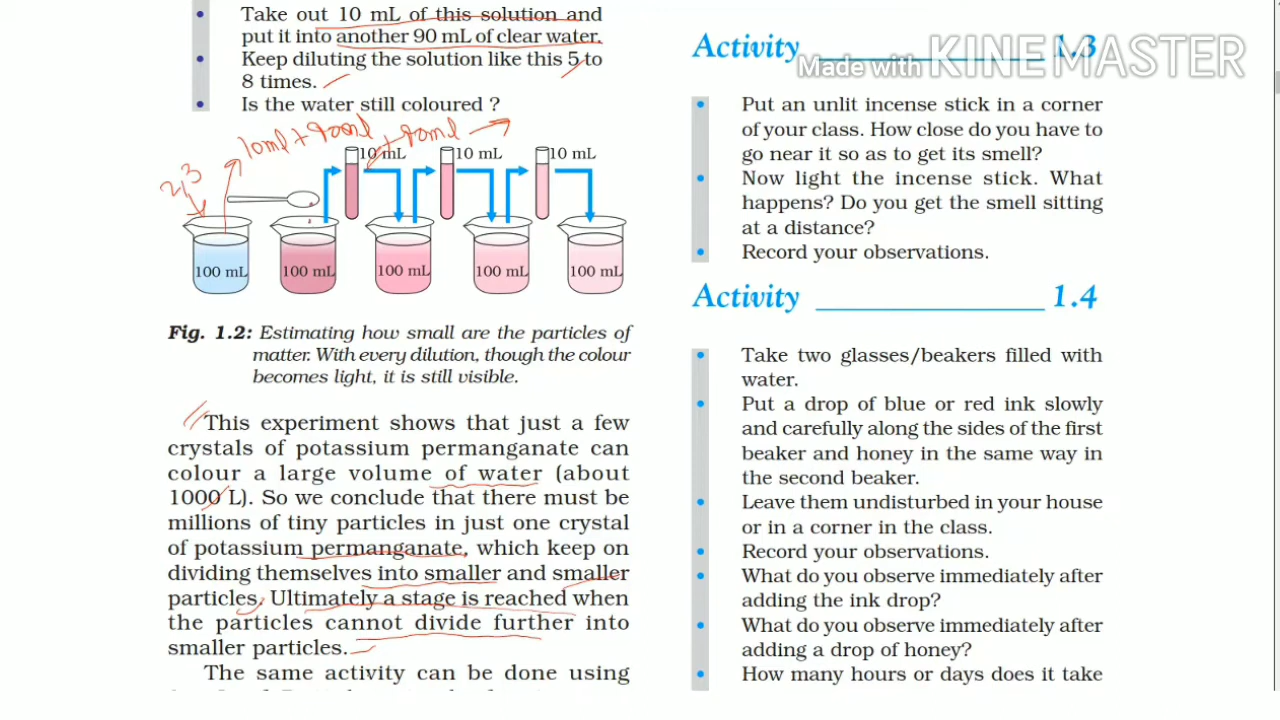 Take out 10 mL of this solution and
put it into another 90 mL of clear water.
• Keep diluting the solution like this 5 to
8 times.
• Is the water still coloured ?
10ml + 90ml + 90ml
2,3
10 mL
10 mL
10 mL
100 mL
100 mL
100 mL
100 mL
100 mL
Fig. 1.2: Estimating how small are the particles of
matter. With every dilution, though the colour
becomes light, it is still visible.
This experiment shows that just a few
crystals of potassium permanganate can
colour a large volume of water (about
1000 L). So we conclude that there must be
millions of tiny particles in just one crystal
of potassium permanganate, which keep on
dividing themselves into smaller and smaller
particles. Ultimately a stage is reached when
the particles cannot divide further into
smaller particles.
The same activity can be done using
Activity 1.3
Made with KINEMASTER
• Put an unlit incense stick in a corner
of your class. How close do you have to
go near it so as to get its smell?
• Now light the incense stick. What
happens? Do you get the smell sitting
at a distance?
• Record your observations.
Activity 1.4
• Take two glasses/beakers filled with
water.
• Put a drop of blue or red ink slowly
and carefully along the sides of the first
beaker and honey in the same way in
the second beaker.
• Leave them undisturbed in your house
or in a corner in the class.
• Record your observations.
• What do you observe immediately after
adding the ink drop?
• What do you observe immediately after
adding a drop of honey?
• How many hours or days does it take